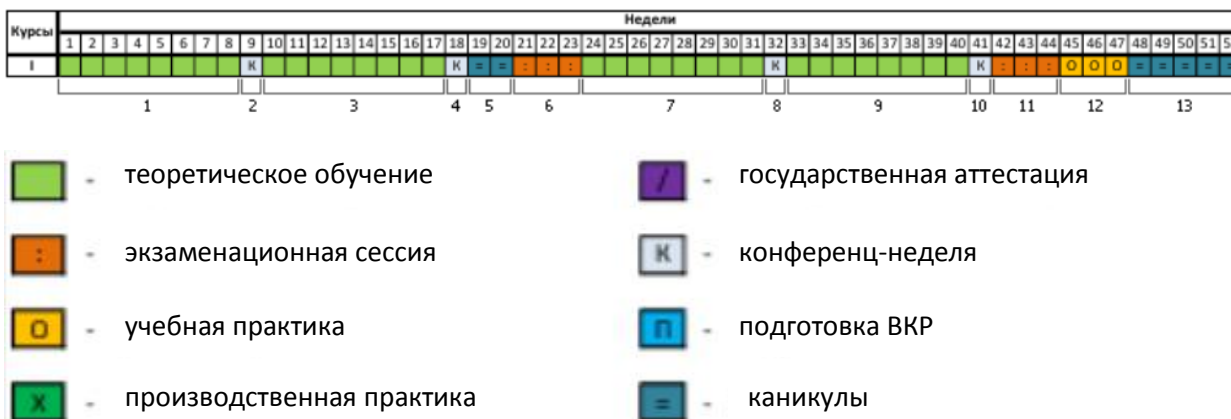 Курсы Недели
1 2 3 4 5 6 7 8 9 10 11 12 13 14 15 16 17 18 19 20 21 22 23 24 25 26 27 28 29 30 31 32 33 34 35 36 37 38 39 40 41 42 43 44 45 46 47 48 49 50 51
I К К = = : : : К К : : : О О О = = = = =
1 2 3 4 5 6 7 8 9 10 11 12 13
- теоретическое обучение / - государственная аттестация
: - экзаменационная сессия К - конференц-неделя
О - учебная практика П - подготовка ВКР
Х - производственная практика = - каникулы